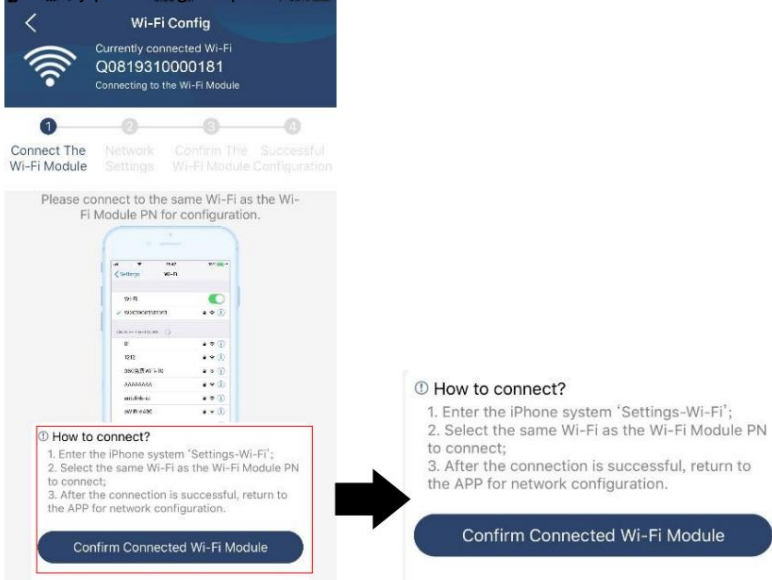 Wi-Fi Config
Currently connected Wi-Fi
Q0819310000181
Connecting to the Wi-Fi Module
1
2
3
4
Connect The
Wi-Fi Module
Network
Settings
Confirm The
Wi-Fi Module
Successful
Configuration
Please connect to the same Wi-Fi as the Wi-
Fi Module PN for configuration.
Settings
Wi-Fi
Wi-Fi
1212
AAAAAAAA
How to connect?
1. Enter the iPhone system ‘Settings-Wi-Fi’;
2. Select the same Wi-Fi as the Wi-Fi Module PN
to connect;
3. After the connection is successful, return to
the APP for network configuration.
Confirm Connected Wi-Fi Module
How to connect?
1. Enter the iPhone system ‘Settings-Wi-Fi’;
2. Select the same Wi-Fi as the Wi-Fi Module PN
to connect;
3. After the connection is successful, return to
the APP for network configuration.
Confirm Connected Wi-Fi Module